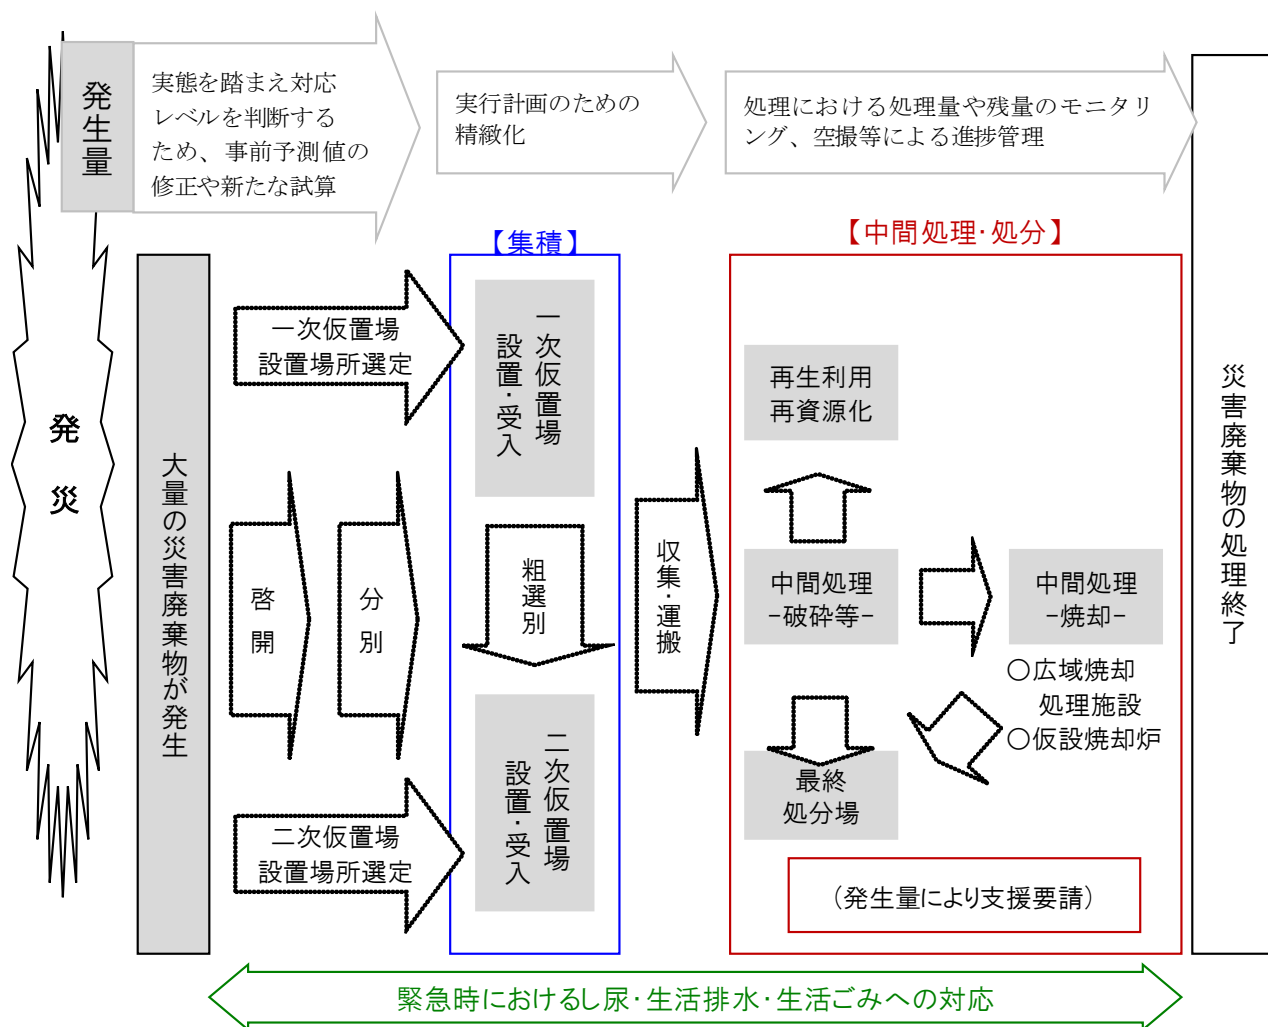 発生量
実態を踏まえ対応
レベルを判断する
ため、事前予測値の
修正や新たな試算
実行計画のための
精緻化
処理における処理量や残量のモニタリ
ング、空撮等による進捗管理
発
災
大量の災害廃棄物が発生
一次仮置場
設置場所選定
啓
開
分
別
二次仮置場
設置場所選定
【集積】
一次仮置場
設置・受入
粗選別
二次仮置場
設置・受入
収集・運搬
【中間処理・処分】
再生利用
再資源化
中間処理
-破砕等-
中間処理
-焼却-
○広域焼却
処理施設
○仮設焼却炉
最終
処分場
(発生量により支援要請)
災害廃棄物の処理終了
緊急時におけるし尿・生活排水・生活ごみへの対応